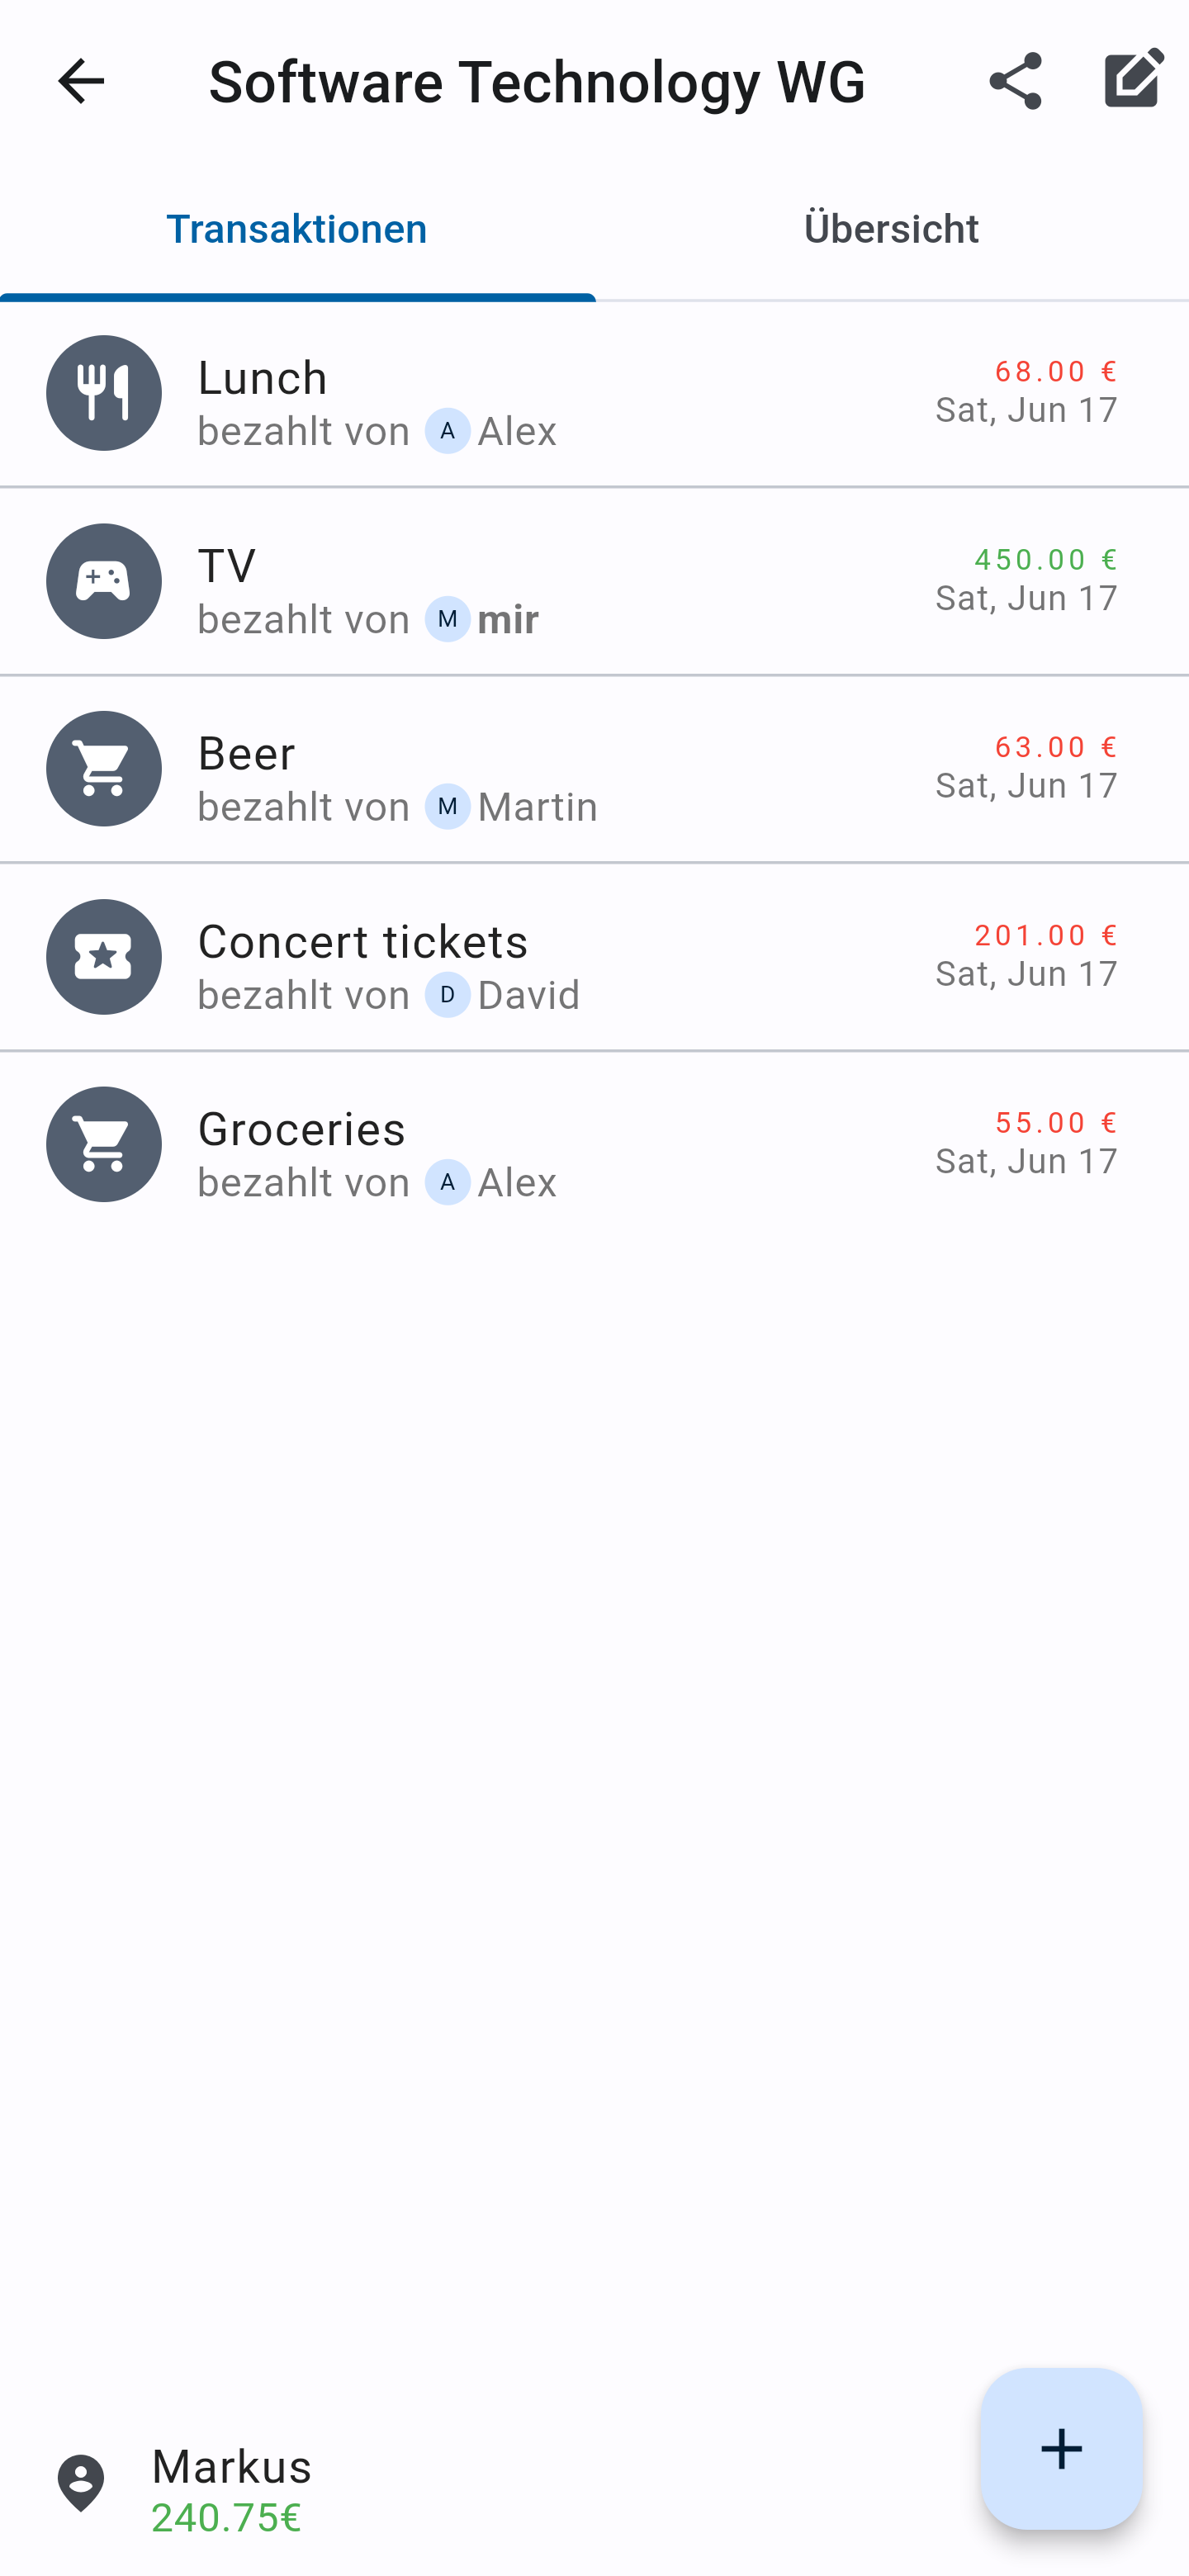 Software Technology WG
Transaktionen
Übersicht
Lunch
68.00 €
bezahlt von A Alex
Sat, Jun 17
TV
450.00 €
bezahlt von M mir
Sat, Jun 17
Beer
63.00 €
bezahlt von M Martin
Sat, Jun 17
Concert tickets
201.00 €
bezahlt von D David
Sat, Jun 17
Groceries
55.00 €
bezahlt von A Alex
Sat, Jun 17
Markus
240.75€